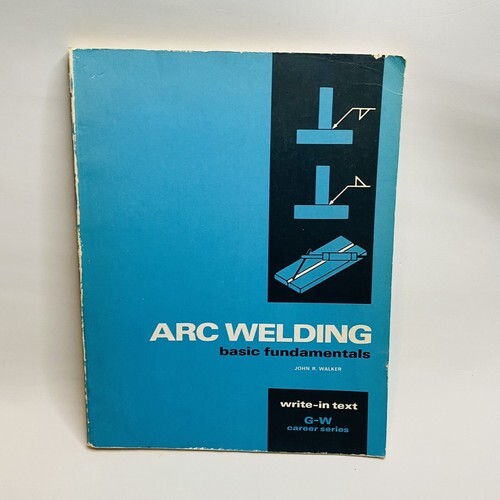 ARC WELDING
basic fundamentals
JOHN R. WALKER
write-in text
G-W
career series